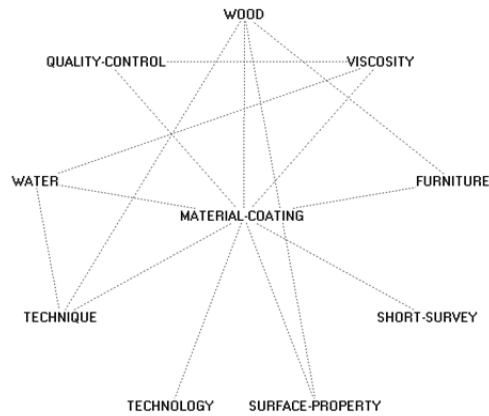 WOOD
QUALITY-CONTROL
VISCOSITY
WATER
FURNITURE
MATERIAL-COATING
TECHNIQUE
SHORT-SURVEY
TECHNOLOGY
SURFACE-PROPERTY